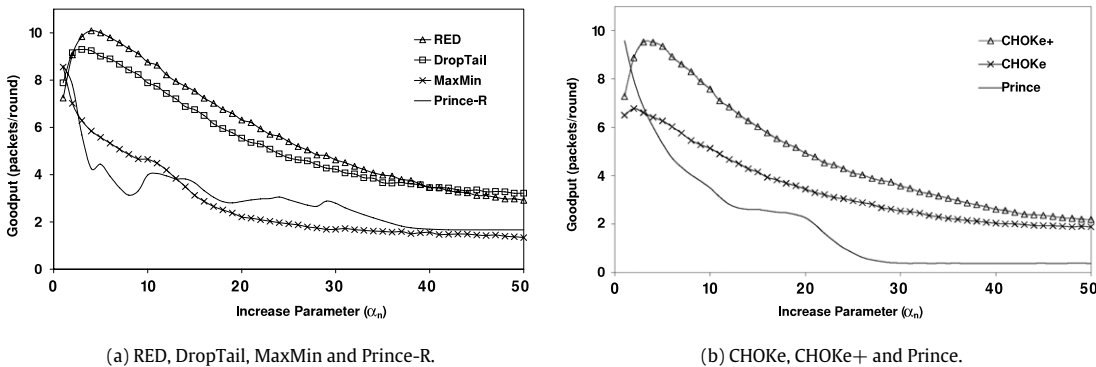 10
8
6
4
2
0
Goodput (packets/round)
RED
DropTail
MaxMin
Prince-R
0 10 20 30 40 50
Increase Parameter (αn)
(a) RED, DropTail, MaxMin and Prince-R.
10
8
6
4
2
0
Goodput (packets/round)
CHOKe+
CHOKe
Prince
0 10 20 30 40 50
Increase Parameter (αn)
(b) CHOKe, CHOKe+ and Prince.